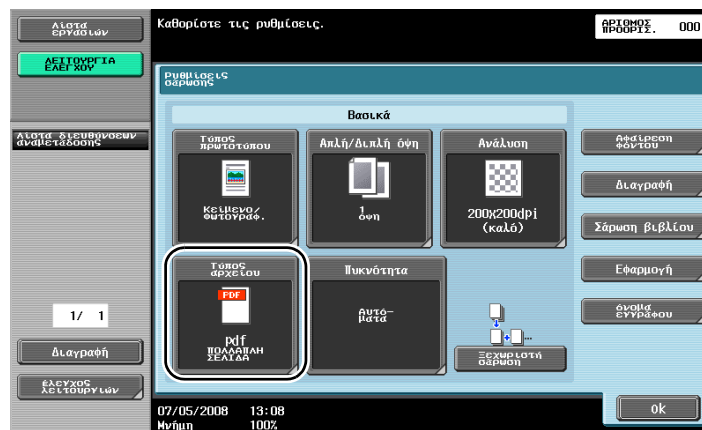 Λίστα
εργασιών
Καθορίστε τις ρυθμίσεις.
ΑΡΙΘΜΟΣ
ΠΡΟΟΡΙΣ.
000
ΛΕΙΤΟΥΡΓΙΑ
ΕΛΕΓΧΟΥ
Ρυθμίσεις
σάρωσης
Βασικά
Λίστα διευθύνσεων
αναμετάδοσης
Τύπος
πρωτοτύπου
Κείμενο/
Φωτογραφ.
Απλή/Διπλή όψη
1
όψη
Ανάλυση
200X200dpi
(καλό)
Αφαίρεση
φόντου
Διαγραφή
Σάρωση βιβλίου
Τύπος
αρχείου
PDF
pdf
ΠΟΛΛΑΠΛΗ
ΣΕΛΙΔΑ
Πυκνότητα
Αυτό-
ματα
Ξεχωριστή
σάρωση
Εφαρμογή
όνομα
εγγράφου
1/ 1
Διαγραφή
έλεγχος
λειτουργιών
07/05/2008 13:08
Μνήμη 100%
Ok